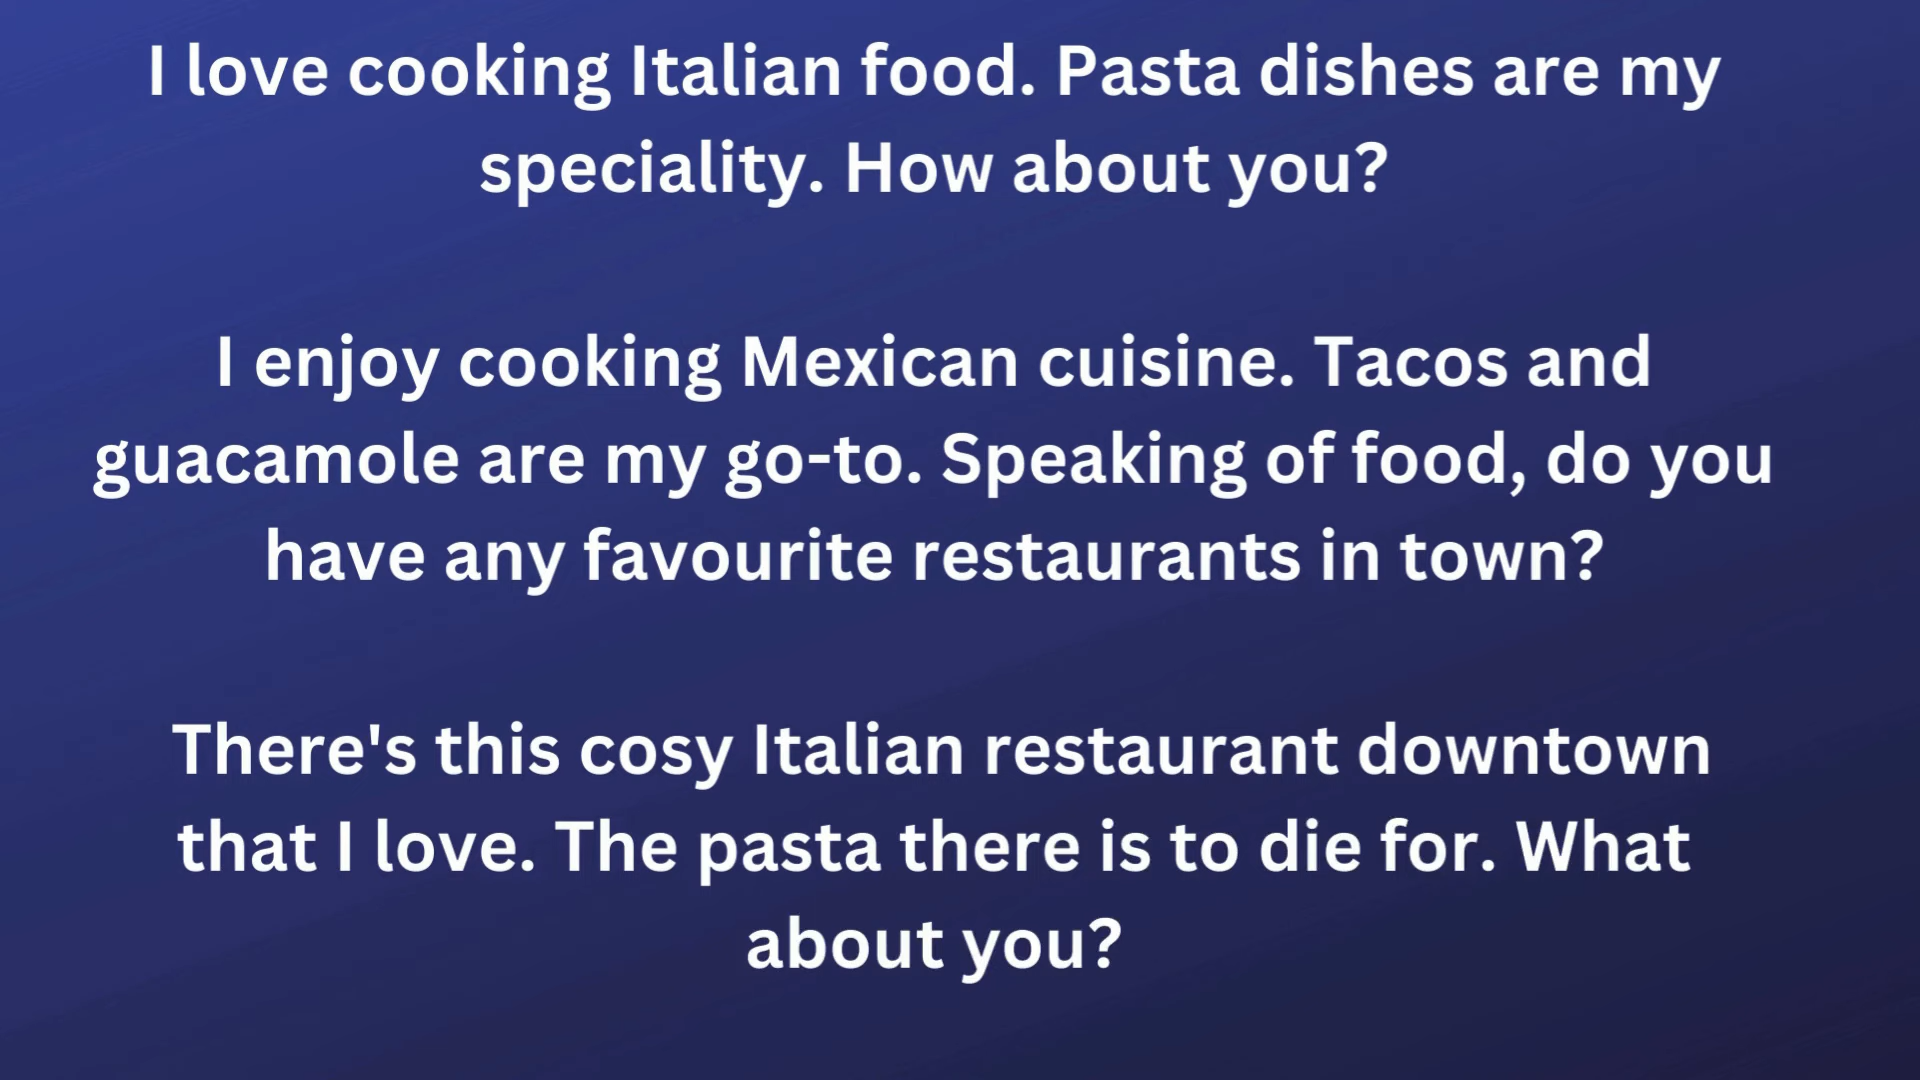 I love cooking Italian food. Pasta dishes are my
speciality. How about you?
I enjoy cooking Mexican cuisine. Tacos and
guacamole are my go-to. Speaking of food, do you
have any favourite restaurants in town?
There's this cosy Italian restaurant downtown
that I love. The pasta there is to die for. What
about you?